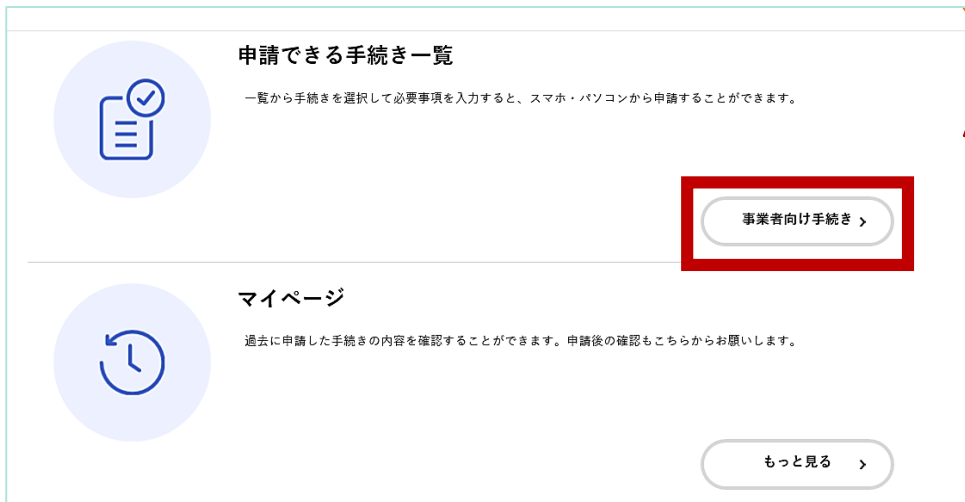 申請できる手続き一覧
一覧から手続きを選択して必要事項を入力すると、スマホ・パソコンから申請することができます。
事業者向け手続き
マイページ
過去に申請した手続きの内容を確認することができます。申請後の確認もこちらからお願いします。
もっと見る